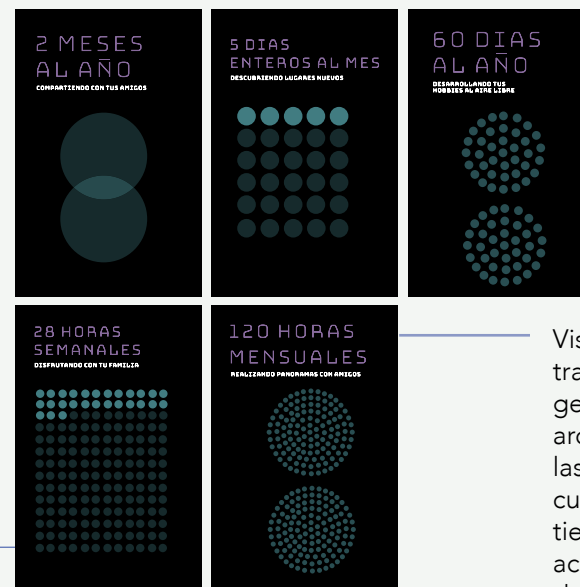 2 MESES
AL AÑO
COMPARTIENDO CON TUS AMIGOS
5 DIAS
ENTEROS AL MES
DESCUBRIENDO LUGARES NUEVOS
60 DÍAS
AL AÑO
DESARROLLANDO TUS
HOBBIES AL AIRE LIBRE
28 HORAS
SEMANALES
DISFRUTANDO CON TU FAMILIA
120 HORAS
MENSUALES
REALIZANDO PANORAMAS CON AMIGOS
Vis
tra
ge
las
cu
tie
ac